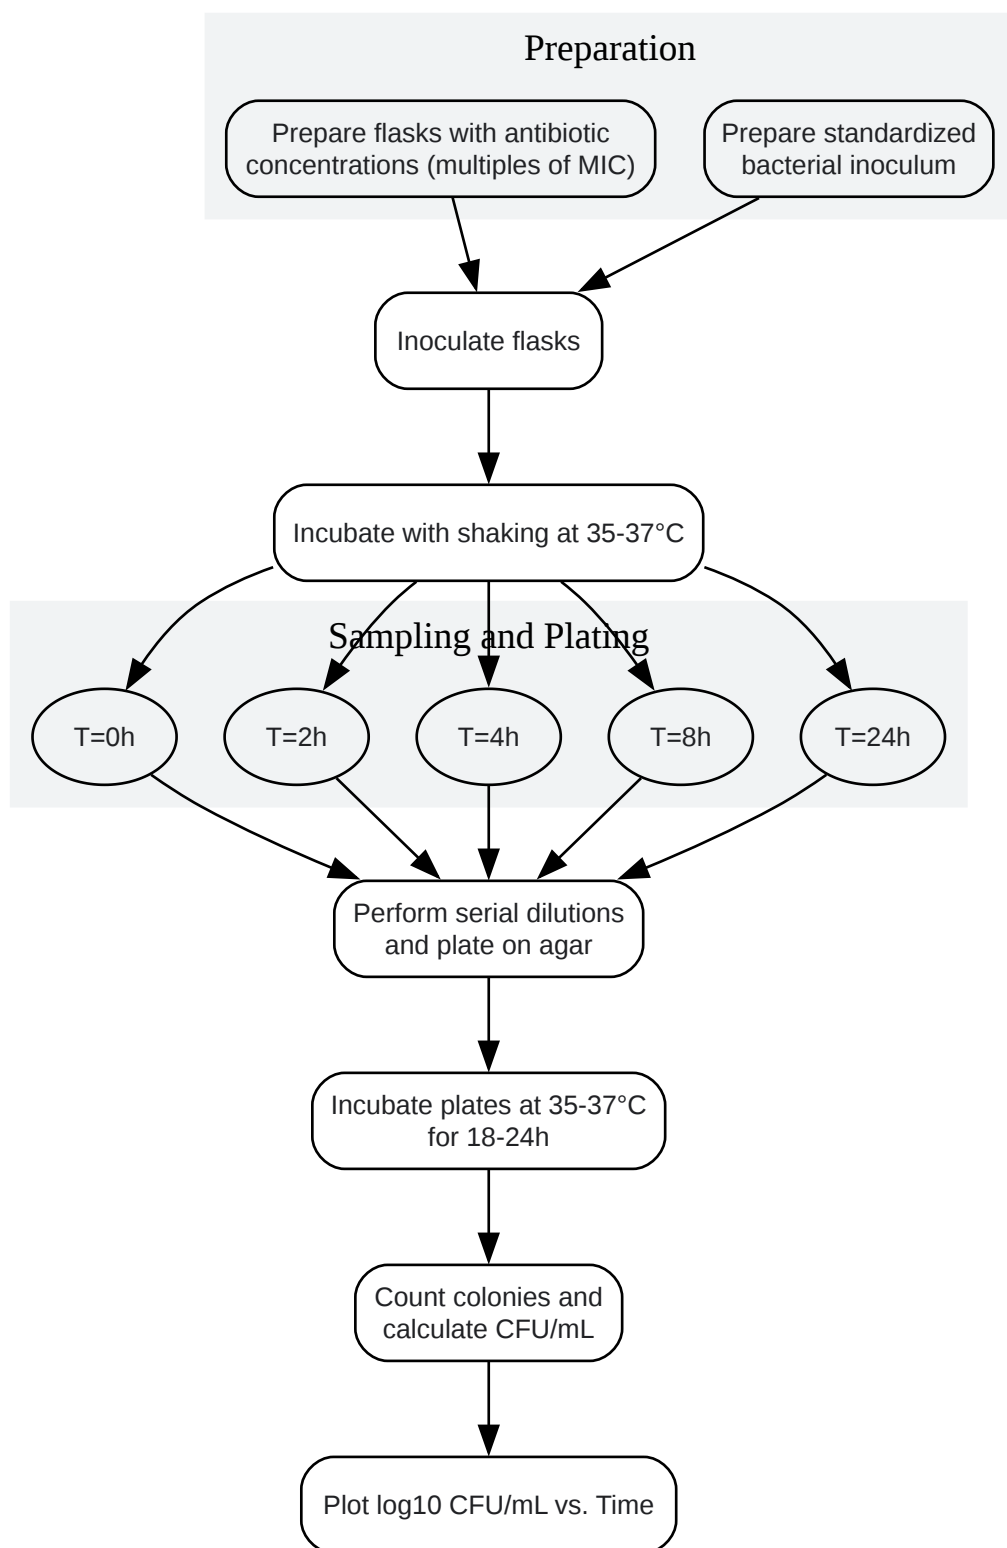 Preparation
Prepare flasks with antibiotic
concentrations (multiples of MIC)
Prepare standardized
bacterial inoculum
Inoculate flasks
Incubate with shaking at 35-37°C
Sampling and Plating
T=0h
T=2h
T=4h
T=8h
T=24h
Perform serial dilutions
and plate on agar
Incubate plates at 35-37°C
for 18-24h
Count colonies and
calculate CFU/mL
Plot log10 CFU/mL vs. Time